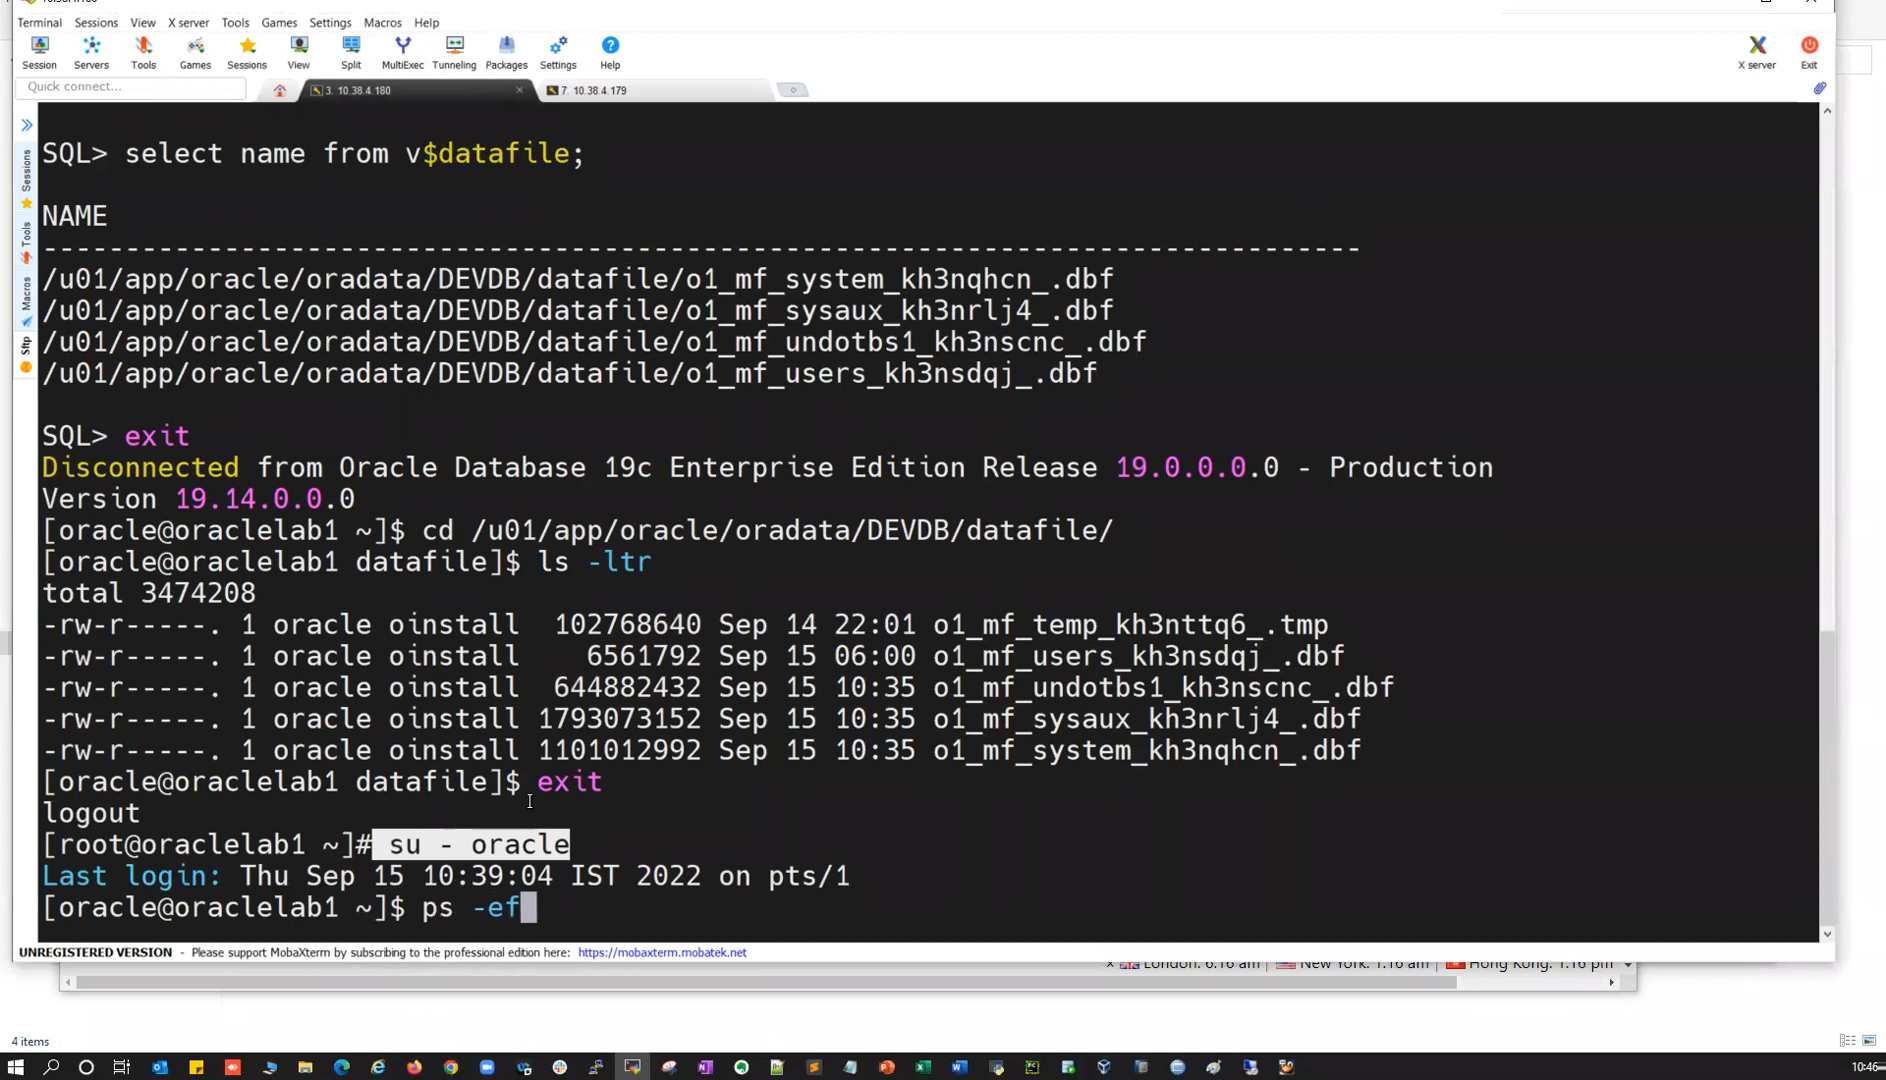 Terminal Sessions View X server Tools Games Settings Macros Help
Session Servers Tools Games Sessions View Split MultiExec Tunneling Packages Settings Help X server Exit
Quick connect... 3. 10.38.4.180 7. 10.38.4.179
Sessions
Tools
Macros
Sftp
SQL> select name from v$datafile;
NAME
--------------------------------------------------------------------------------
/u01/app/oracle/oradata/DEVDB/datafile/o1_mf_system_kh3nqhcn_.dbf
/u01/app/oracle/oradata/DEVDB/datafile/o1_mf_sysaux_kh3nrlj4_.dbf
/u01/app/oracle/oradata/DEVDB/datafile/o1_mf_undotbs1_kh3nscnc_.dbf
/u01/app/oracle/oradata/DEVDB/datafile/o1_mf_users_kh3nsdqj_.dbf
SQL> exit
Disconnected from Oracle Database 19c Enterprise Edition Release 19.0.0.0.0 - Production
Version 19.14.0.0.0
[oracle@oraclelab1 ~]$ cd /u01/app/oracle/oradata/DEVDB/datafile/
[oracle@oraclelab1 datafile]$ ls -ltr
total 3474208
-rw-r-----. 1 oracle oinstall 102768640 Sep 14 22:01 o1_mf_temp_kh3nttq6_.tmp
-rw-r-----. 1 oracle oinstall 6561792 Sep 15 06:00 o1_mf_users_kh3nsdqj_.dbf
-rw-r-----. 1 oracle oinstall 644882432 Sep 15 10:35 o1_mf_undotbs1_kh3nscnc_.dbf
-rw-r-----. 1 oracle oinstall 1793073152 Sep 15 10:35 o1_mf_sysaux_kh3nrlj4_.dbf
-rw-r-----. 1 oracle oinstall 1101012992 Sep 15 10:35 o1_mf_system_kh3nqhcn_.dbf
[oracle@oraclelab1 datafile]$ exit
logout
[root@oraclelab1 ~]# su - oracle
Last login: Thu Sep 15 10:39:04 IST 2022 on pts/1
[oracle@oraclelab1 ~]$ ps -ef
UNREGISTERED VERSION - Please support MobaXterm by subscribing to the professional edition here: https://mobaxterm.mobatek.net
London: 6:16 am New York: 1:16 am Hong Kong: 1:16 pm
4 items
10:46